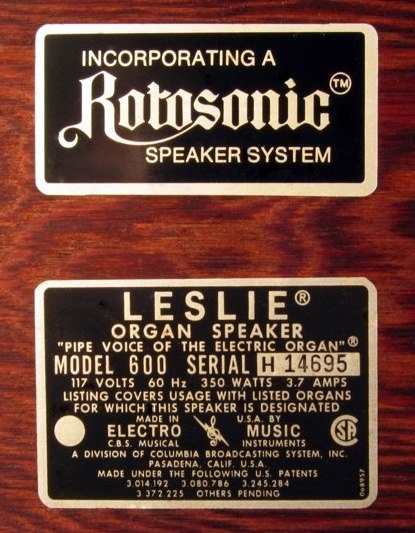 INCORPORATING A
Rotosonic™
SPEAKER SYSTEM
LESLIE®
ORGAN SPEAKER
"PIPE VOICE OF THE ELECTRIC ORGAN"®
MODEL 600 SERIAL H 14695
117 VOLTS 60 Hz 350 WATTS 3.7 AMPS
LISTING COVERS USAGE WITH LISTED ORGANS
FOR WHICH THIS SPEAKER IS DESIGNATED
MADE IN U.S.A. BY
ELECTRO MUSIC
C.B.S. MUSICAL INSTRUMENTS
A DIVISION OF COLUMBIA BROADCASTING SYSTEM, INC.
PASADENA, CALIF. U.S.A.
MADE UNDER THE FOLLOWING U.S. PATENTS
3.014.192 3.080.786 3.245.284
3 372.225 OTHERS PENDING
SA
068957